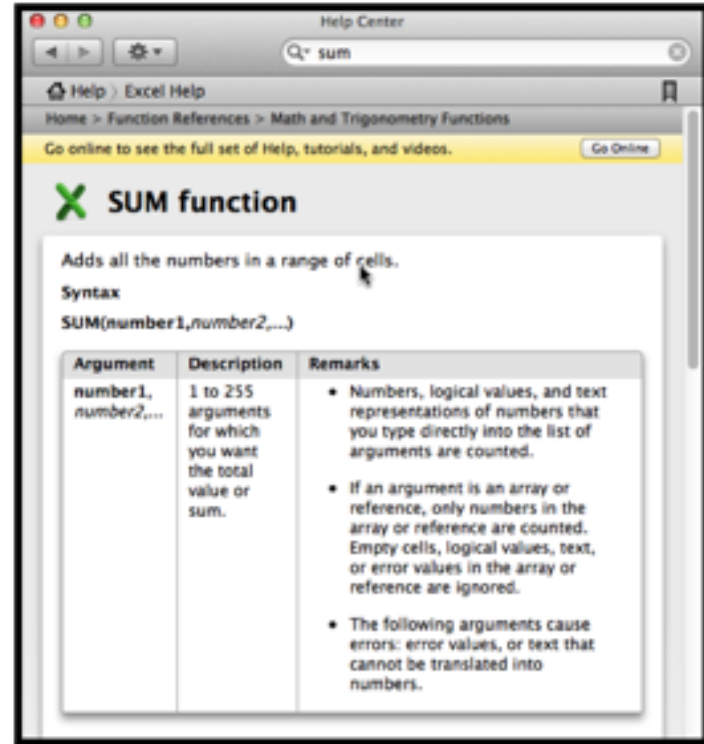 Help Center
sum
Help › Excel Help
Home > Function References > Math and Trigonometry Functions
Go online to see the full set of Help, tutorials, and videos.
Go Online
SUM function
Adds all the numbers in a range of cells.
Syntax
SUM(number1,number2,...)
Argument
Description
Remarks
number1,
number2,...
1 to 255
arguments
for which
you want
the total
value or
sum.
• Numbers, logical values, and text
representations of numbers that
you type directly into the list of
arguments are counted.
• If an argument is an array or
reference, only numbers in the
array or reference are counted.
Empty cells, logical values, text,
or error values in the array or
reference are ignored.
• The following arguments cause
errors: error values, or text that
cannot be translated into
numbers.